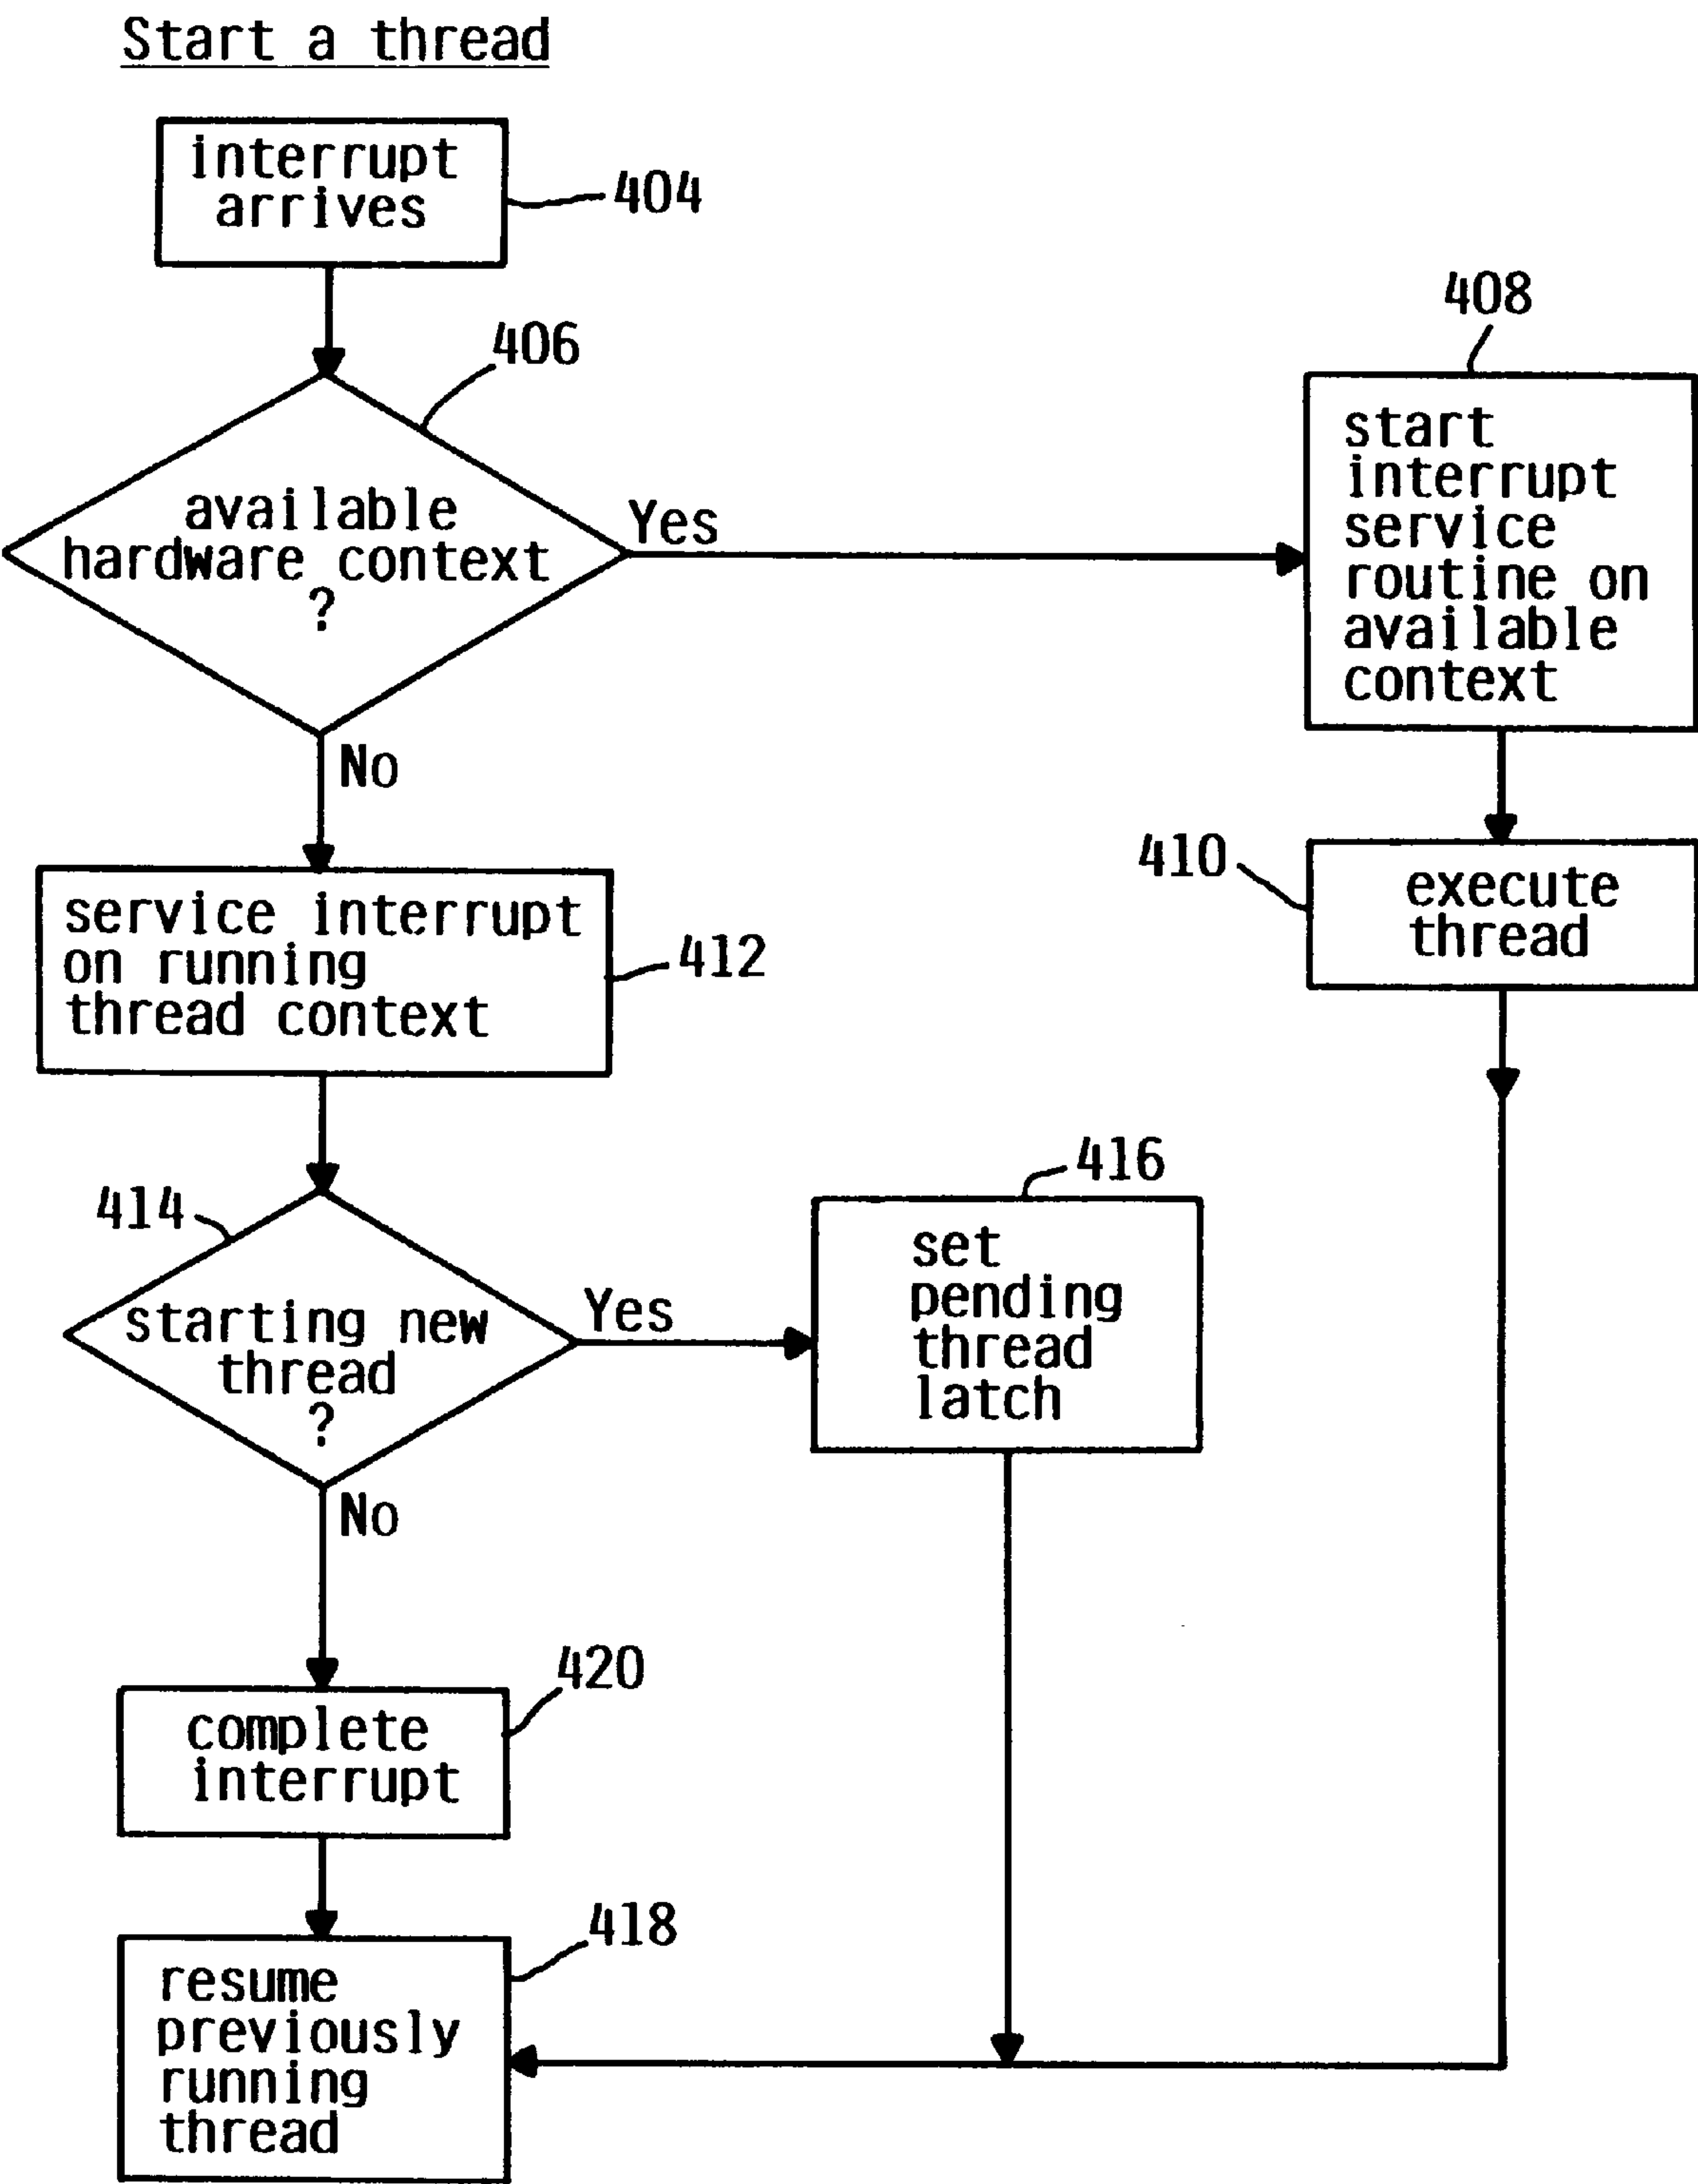 Start a thread
interrupt
arrives
404
406
available
hardware context
?
Yes
No
408
start
interrupt
service
routine on
available
context
410
execute
thread
service interrupt
on running
thread context
412
414
starting new
thread
?
Yes
No
416
set
pending
thread
latch
420
complete
interrupt
418
resume
previously
running
thread